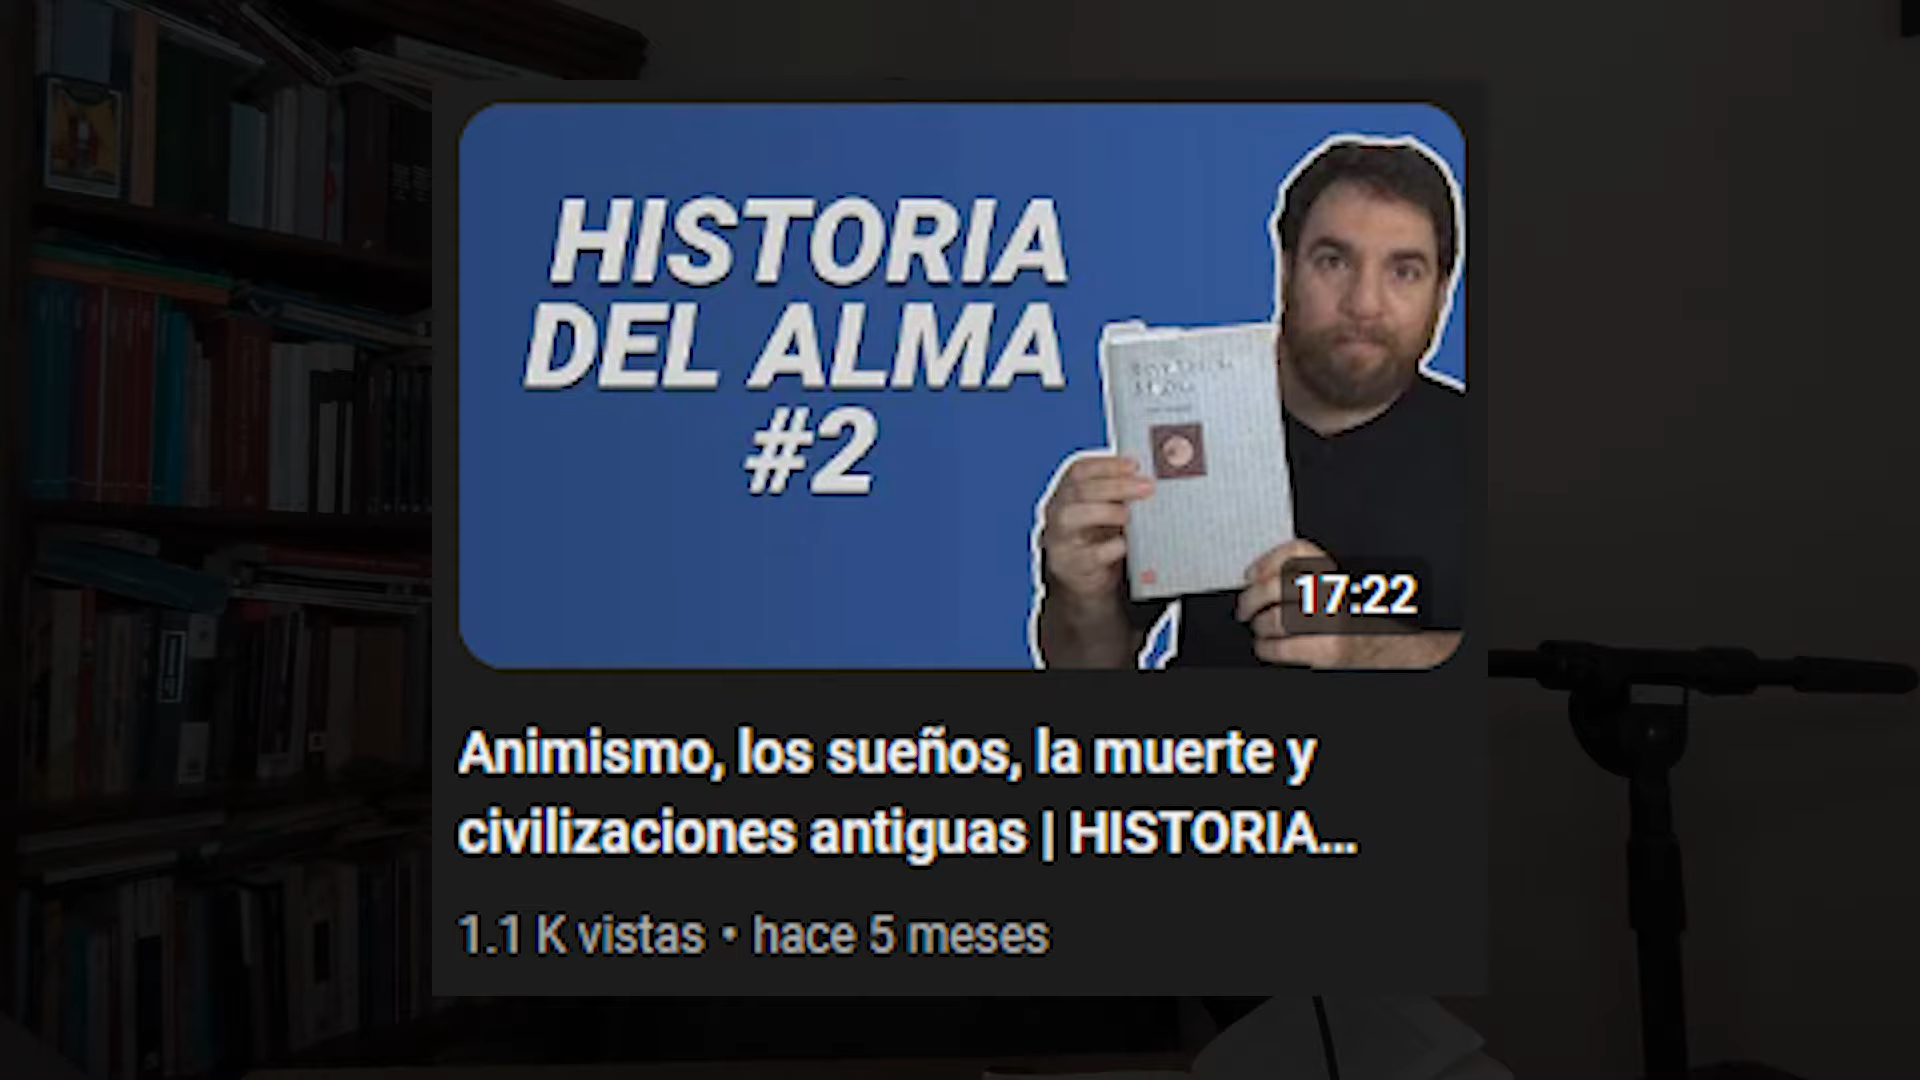 HISTORIA
DEL ALMA
#2
17:22
Animismo, los sueños, la muerte y
civilizaciones antiguas | HISTORIA...
1.1 K vistas • hace 5 meses